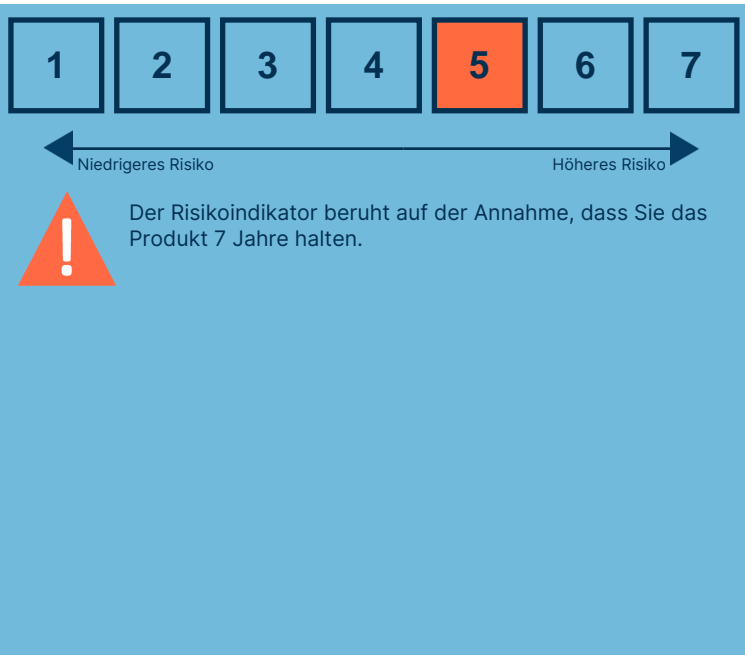 1 2 3 4 5 6 7
Niedrigeres Risiko Höheres Risiko
Der Risikoindikator beruht auf der Annahme, dass Sie das
Produkt 7 Jahre halten.